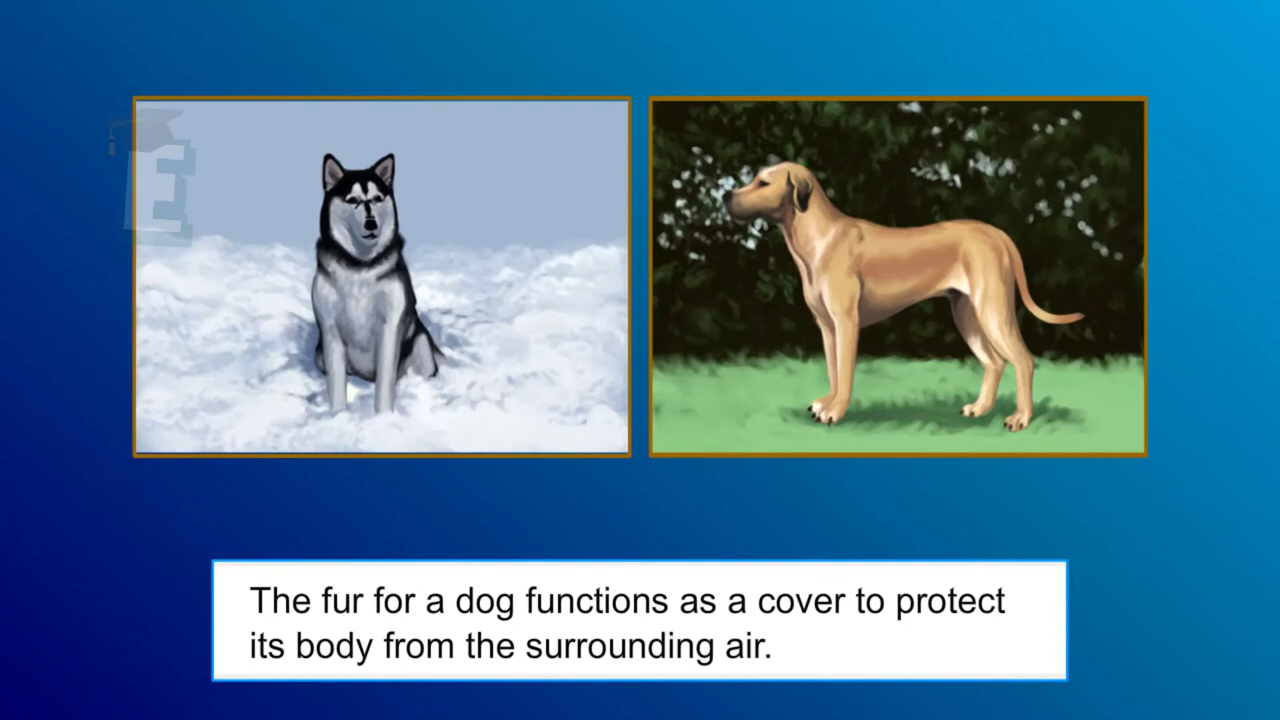 E
The fur for a dog functions as a cover to protect
its body from the surrounding air.